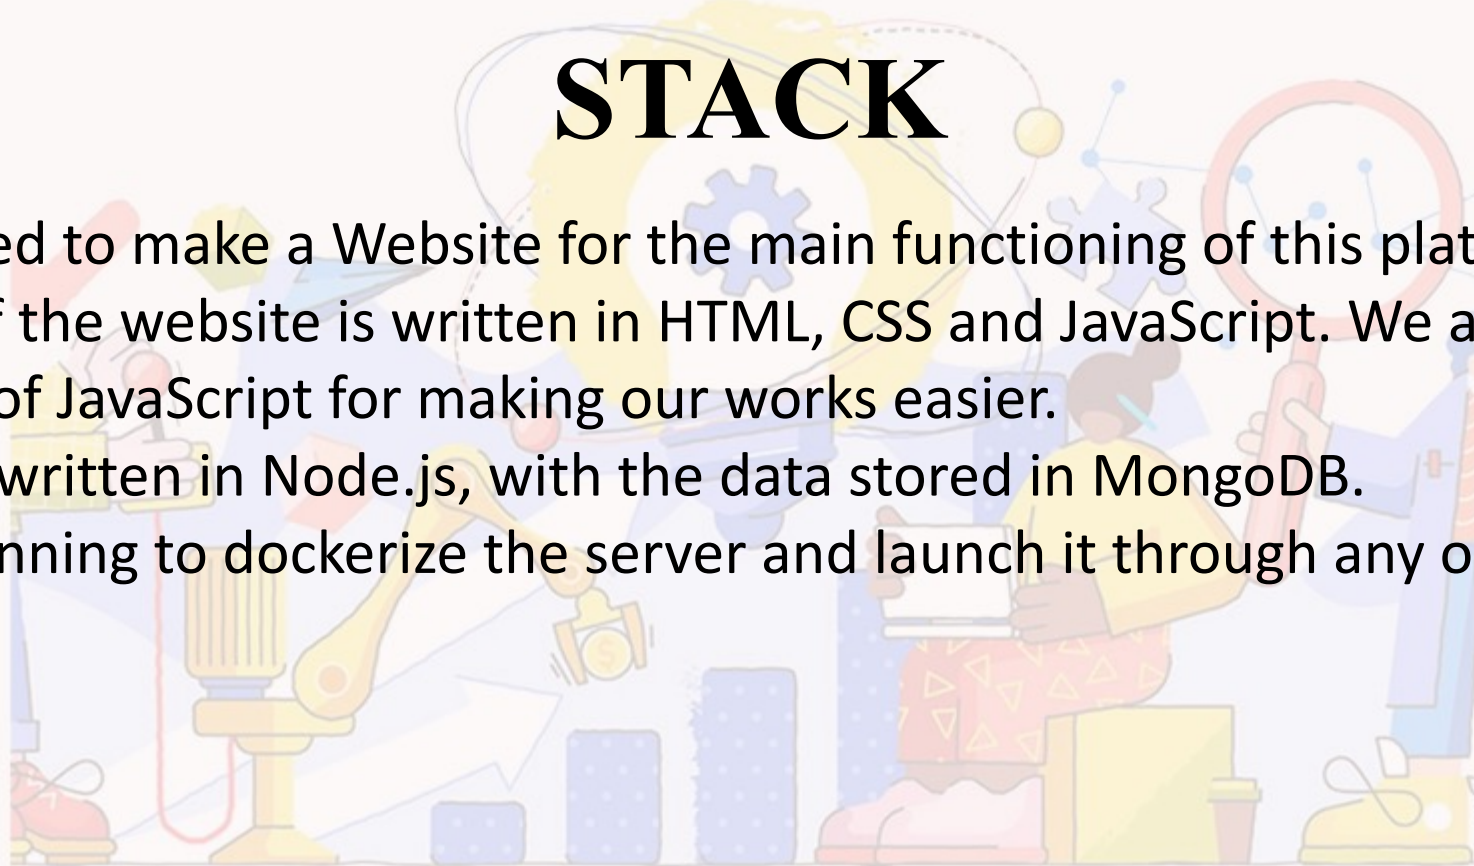 STACK
ed to make a Website for the main functioning of this plat
the website is written in HTML, CSS and JavaScript. We a
of JavaScript for making our works easier.
written in Node.js, with the data stored in MongoDB.
nning to dockerize the server and launch it through any o